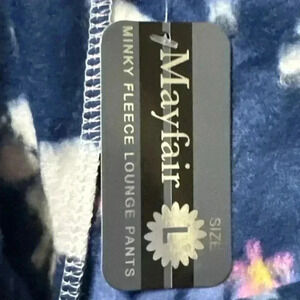 Mayfair
MINKY FLEECE LOUNGE PANTS
SIZE
L